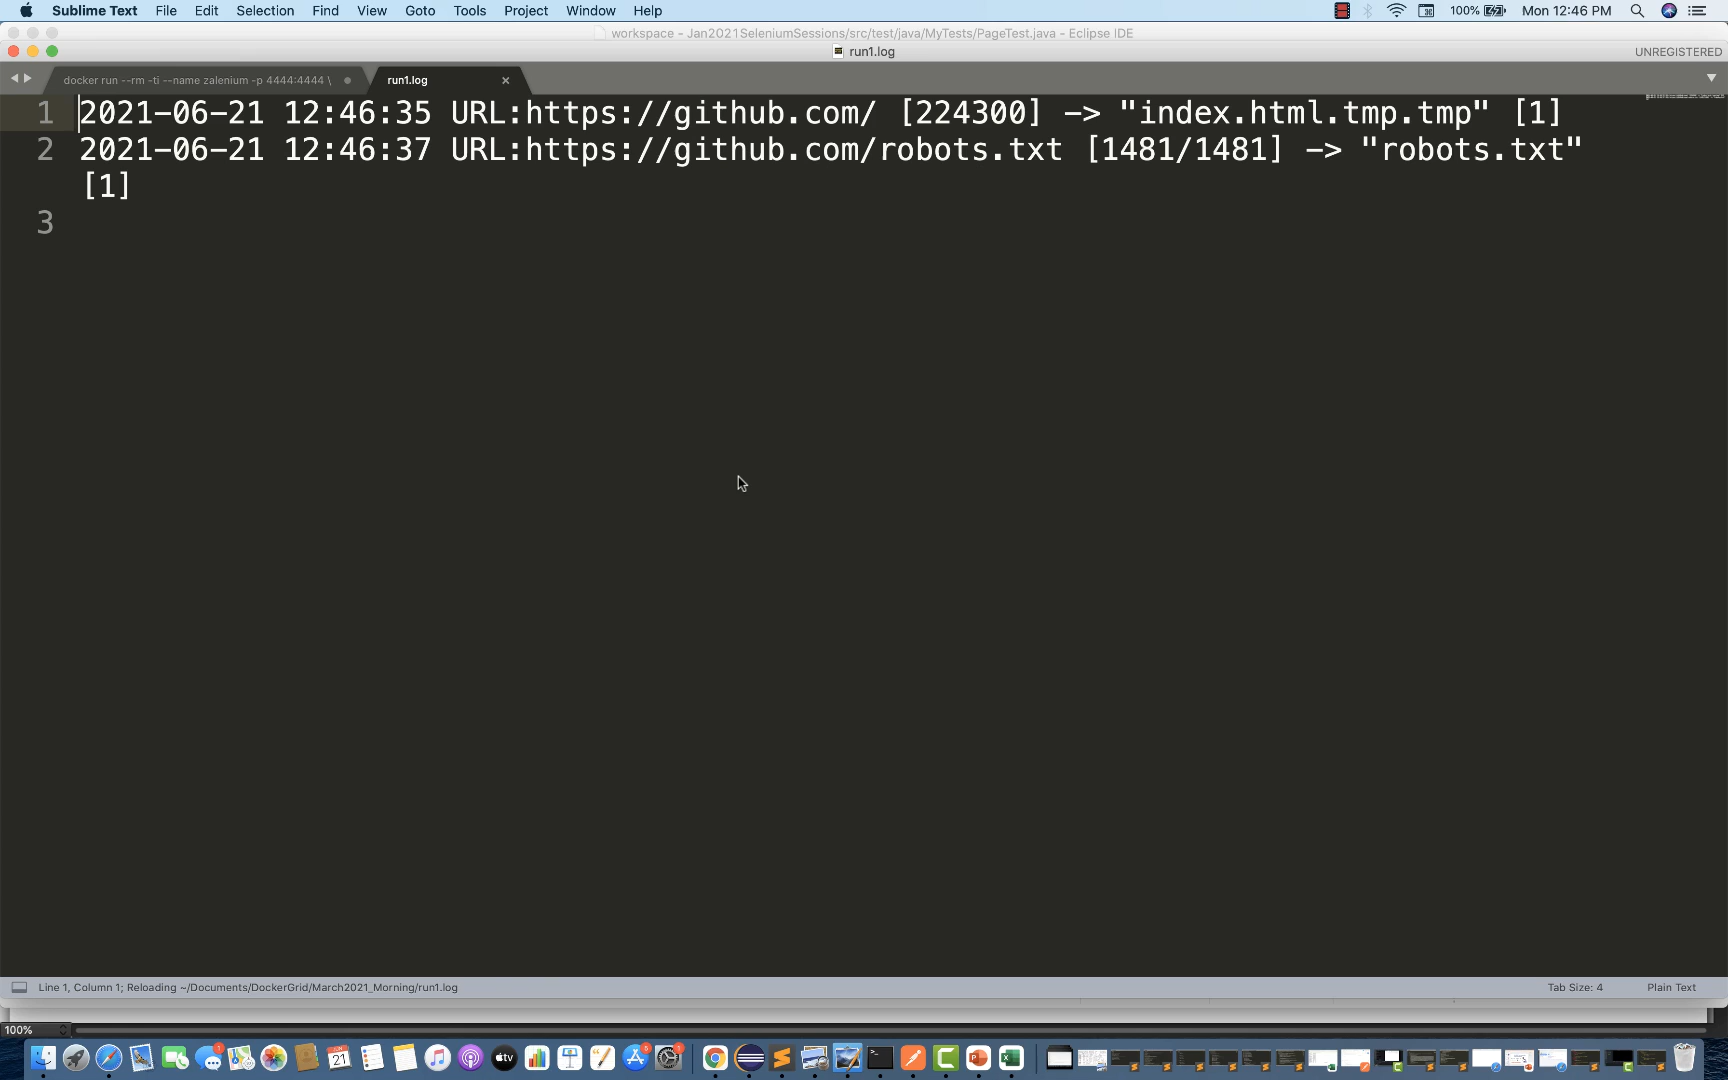 Sublime Text File Edit Selection Find View Goto Tools Project Window Help 100% Mon 12:46 PM
workspace - Jan2021SeleniumSessions/src/test/java/MyTests/PageTest.java - Eclipse IDE
run1.log UNREGISTERED
docker run --rm -ti --name zalenium -p 4444:4444 \ run1.log
1 2021-06-21 12:46:35 URL:https://github.com/ [224300] -> "index.html.tmp.tmp" [1]
2 2021-06-21 12:46:37 URL:https://github.com/robots.txt [1481/1481] -> "robots.txt"
[1]
3
Line 1, Column 1; Reloading ~/Documents/DockerGrid/March2021_Morning/run1.log Tab Size: 4 Plain Text
100%
tv
21